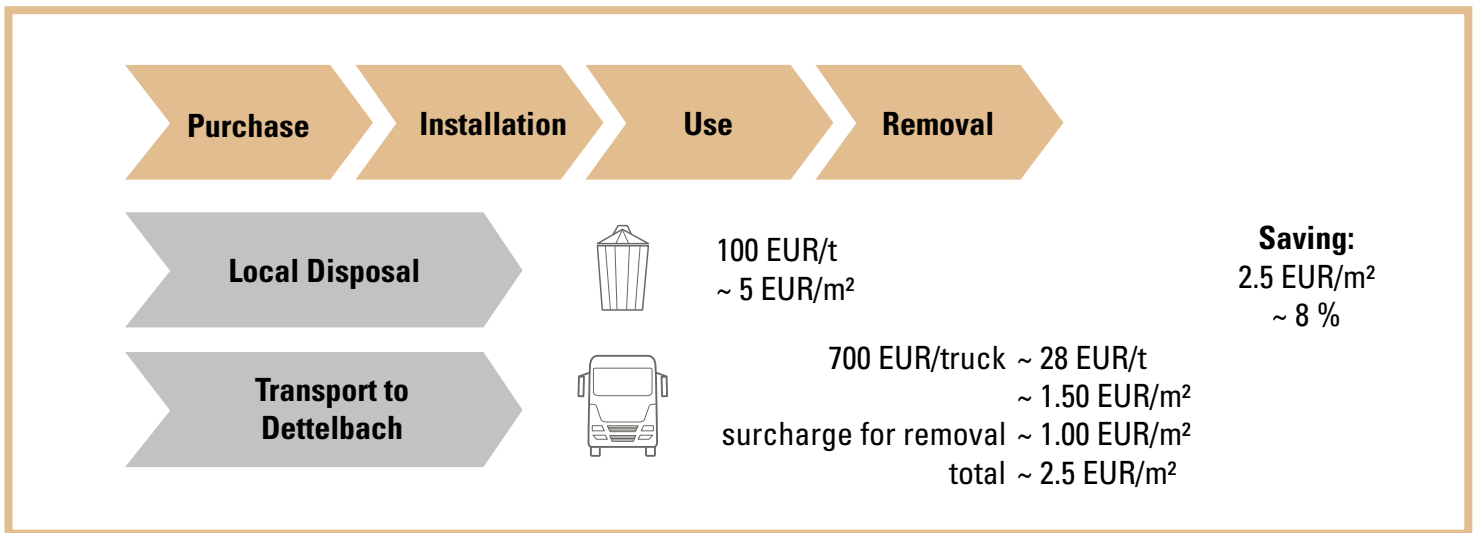 Purchase
Installation
Use
Removal
Local Disposal
100 EUR/t
~ 5 EUR/m²
Saving:
2.5 EUR/m²
~ 8 %
Transport to
Dettelbach
700 EUR/truck ~ 28 EUR/t
~ 1.50 EUR/m²
surcharge for removal ~ 1.00 EUR/m²
total ~ 2.5 EUR/m²